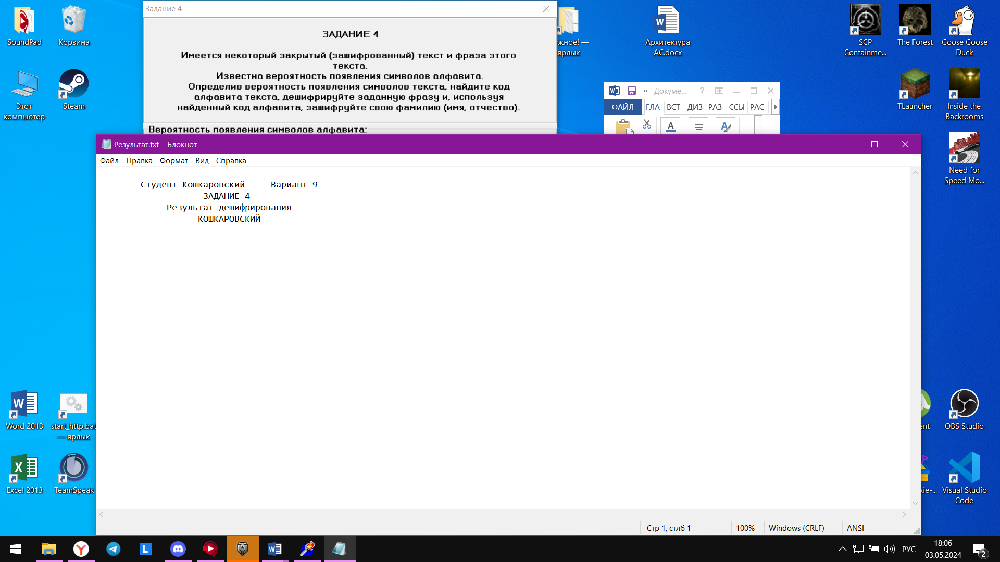 SoundPad
Корзина
Этот
компьютер
Steam
Задание 4
ЗАДАНИЕ 4
Имеется некоторый закрытый (зашифрованный) текст и фраза этого
текста.
Известна вероятность появления символов алфавита.
Определив вероятность появления символов текста, найдите код
алфавита текста, дешифрируйте заданную фразу и, используя
найденный код алфавита, зашифруйте свою фамилию (имя, отчество).
Вероятность появления символов алфавита:
жное! —
ярлык
Архитектура
АС.docx
SCP
Containme...
The Forest
Goose Goose
Duck
TLauncher
Inside the
Backrooms
Need for
Speed Mo...
Докуме...
ФАЙЛ ГЛА ВСТ ДИЗ РАЗ ССЫ РАС
Результат.txt – Блокнот
Файл Правка Формат Вид Справка
Студент Кошкаровский Вариант 9
ЗАДАНИЕ 4
Результат дешифрирования
КОШКАРОВСКИЙ
Word 2013
start_http.bat
— ярлык
Excel 2013
TeamSpeak
ent
OBS Studio
xie-...
Visual Studio
Code
Стр 1, стлб 1 100% Windows (CRLF) ANSI
РУС
18:06
03.05.2024
2